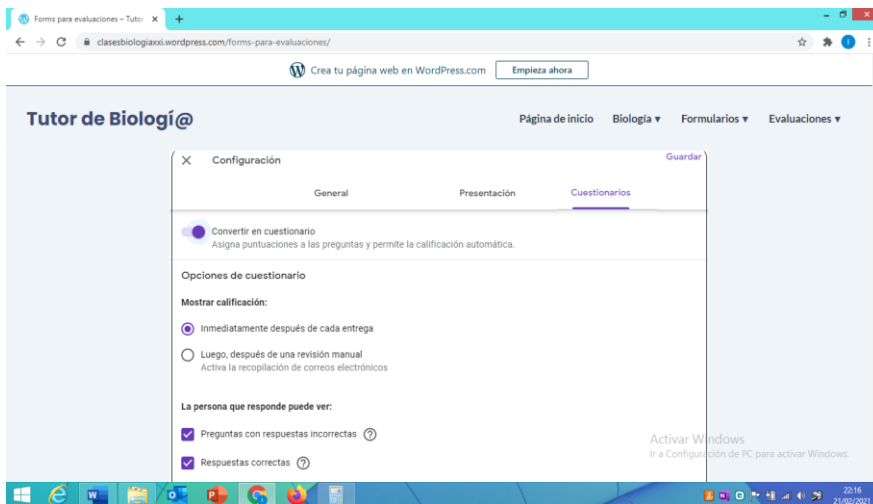 Forms para evaluaciones – Tutor
clasesbiologiaxxi.wordpress.com/forms-para-evaluaciones/
Crea tu página web en WordPress.com Empieza ahora
Tutor de Biologí@
Página de inicio Biología ▾ Formularios ▾ Evaluaciones ▾
Configuración Guardar
General Presentación Cuestionarios
Convertir en cuestionario
Asigna puntuaciones a las preguntas y permite la calificación automática.
Opciones de cuestionario
Mostrar calificación:
Inmediatamente después de cada entrega
Luego, después de una revisión manual
Activa la recopilación de correos electrónicos
La persona que responde puede ver:
Preguntas con respuestas incorrectas
Respuestas correctas
Activar Windows
Ir a Configuración de PC para activar Windows.
22:16
21/02/2021